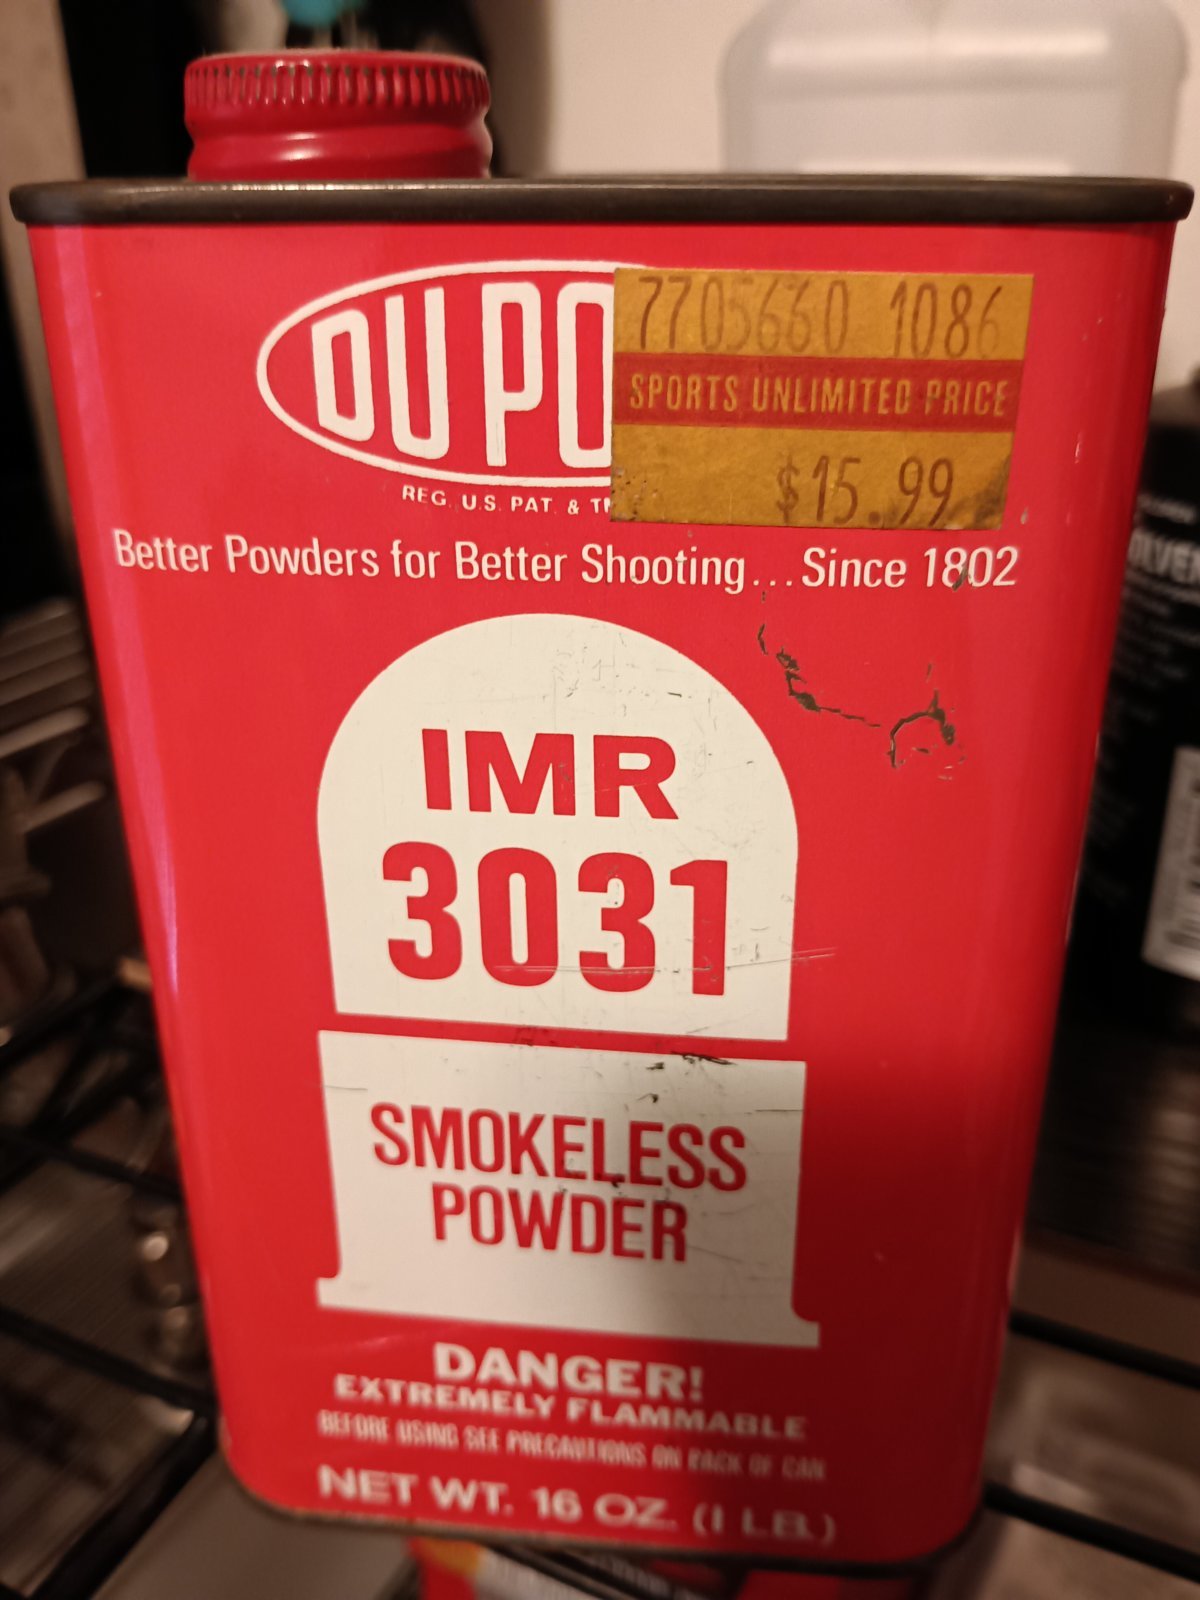 DU PO
7705660 1086
SPORTS UNLIMITED PRICE
$15.99
REG. U.S. PAT. & T
Better Powders for Better Shooting...Since 1802
IMR
3031
SMOKELESS
POWDER
DANGER!
EXTREMELY FLAMMABLE
BEFORE USING SEE PRECAUTIONS ON BACK OF CAN
NET WT. 16 OZ. (1 LB.)